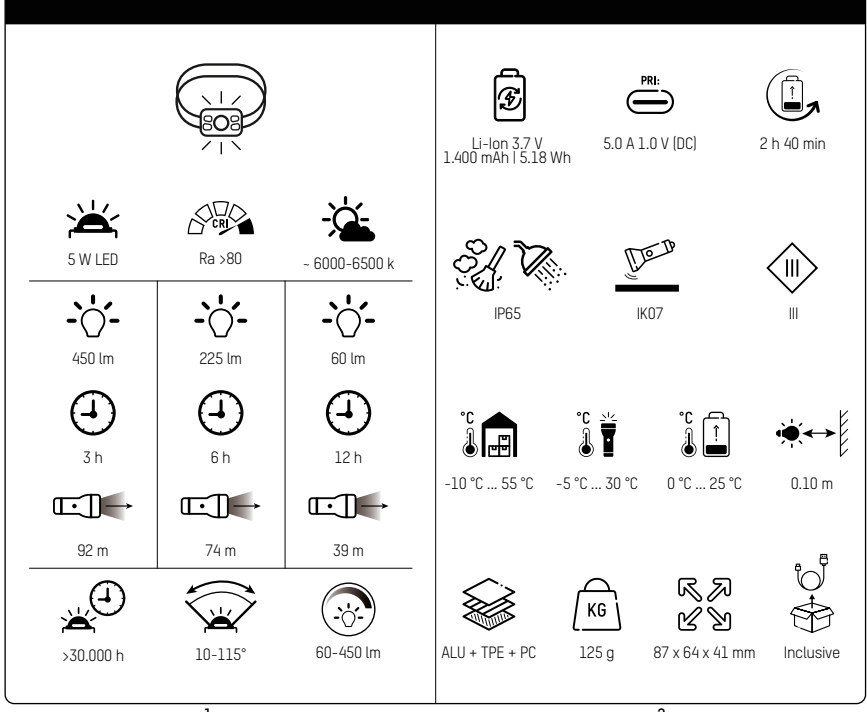 5 W LED
CRI
Ra >80
~ 6000-6500 k
450 lm
225 lm
60 lm
3 h
6 h
12 h
92 m
74 m
39 m
>30.000 h
10-115°
60-450 lm
Li-Ion 3.7 V
1.400 mAh | 5.18 Wh
PRI:
5.0 A 1.0 V (DC)
2 h 40 min
IP65
IK07
III
III
°C
-10 °C ... 55 °C
°C
-5 °C ... 30 °C
°C
0 °C ... 25 °C
0.10 m
ALU + TPE + PC
KG
125 g
87 x 64 x 41 mm
Inclusive